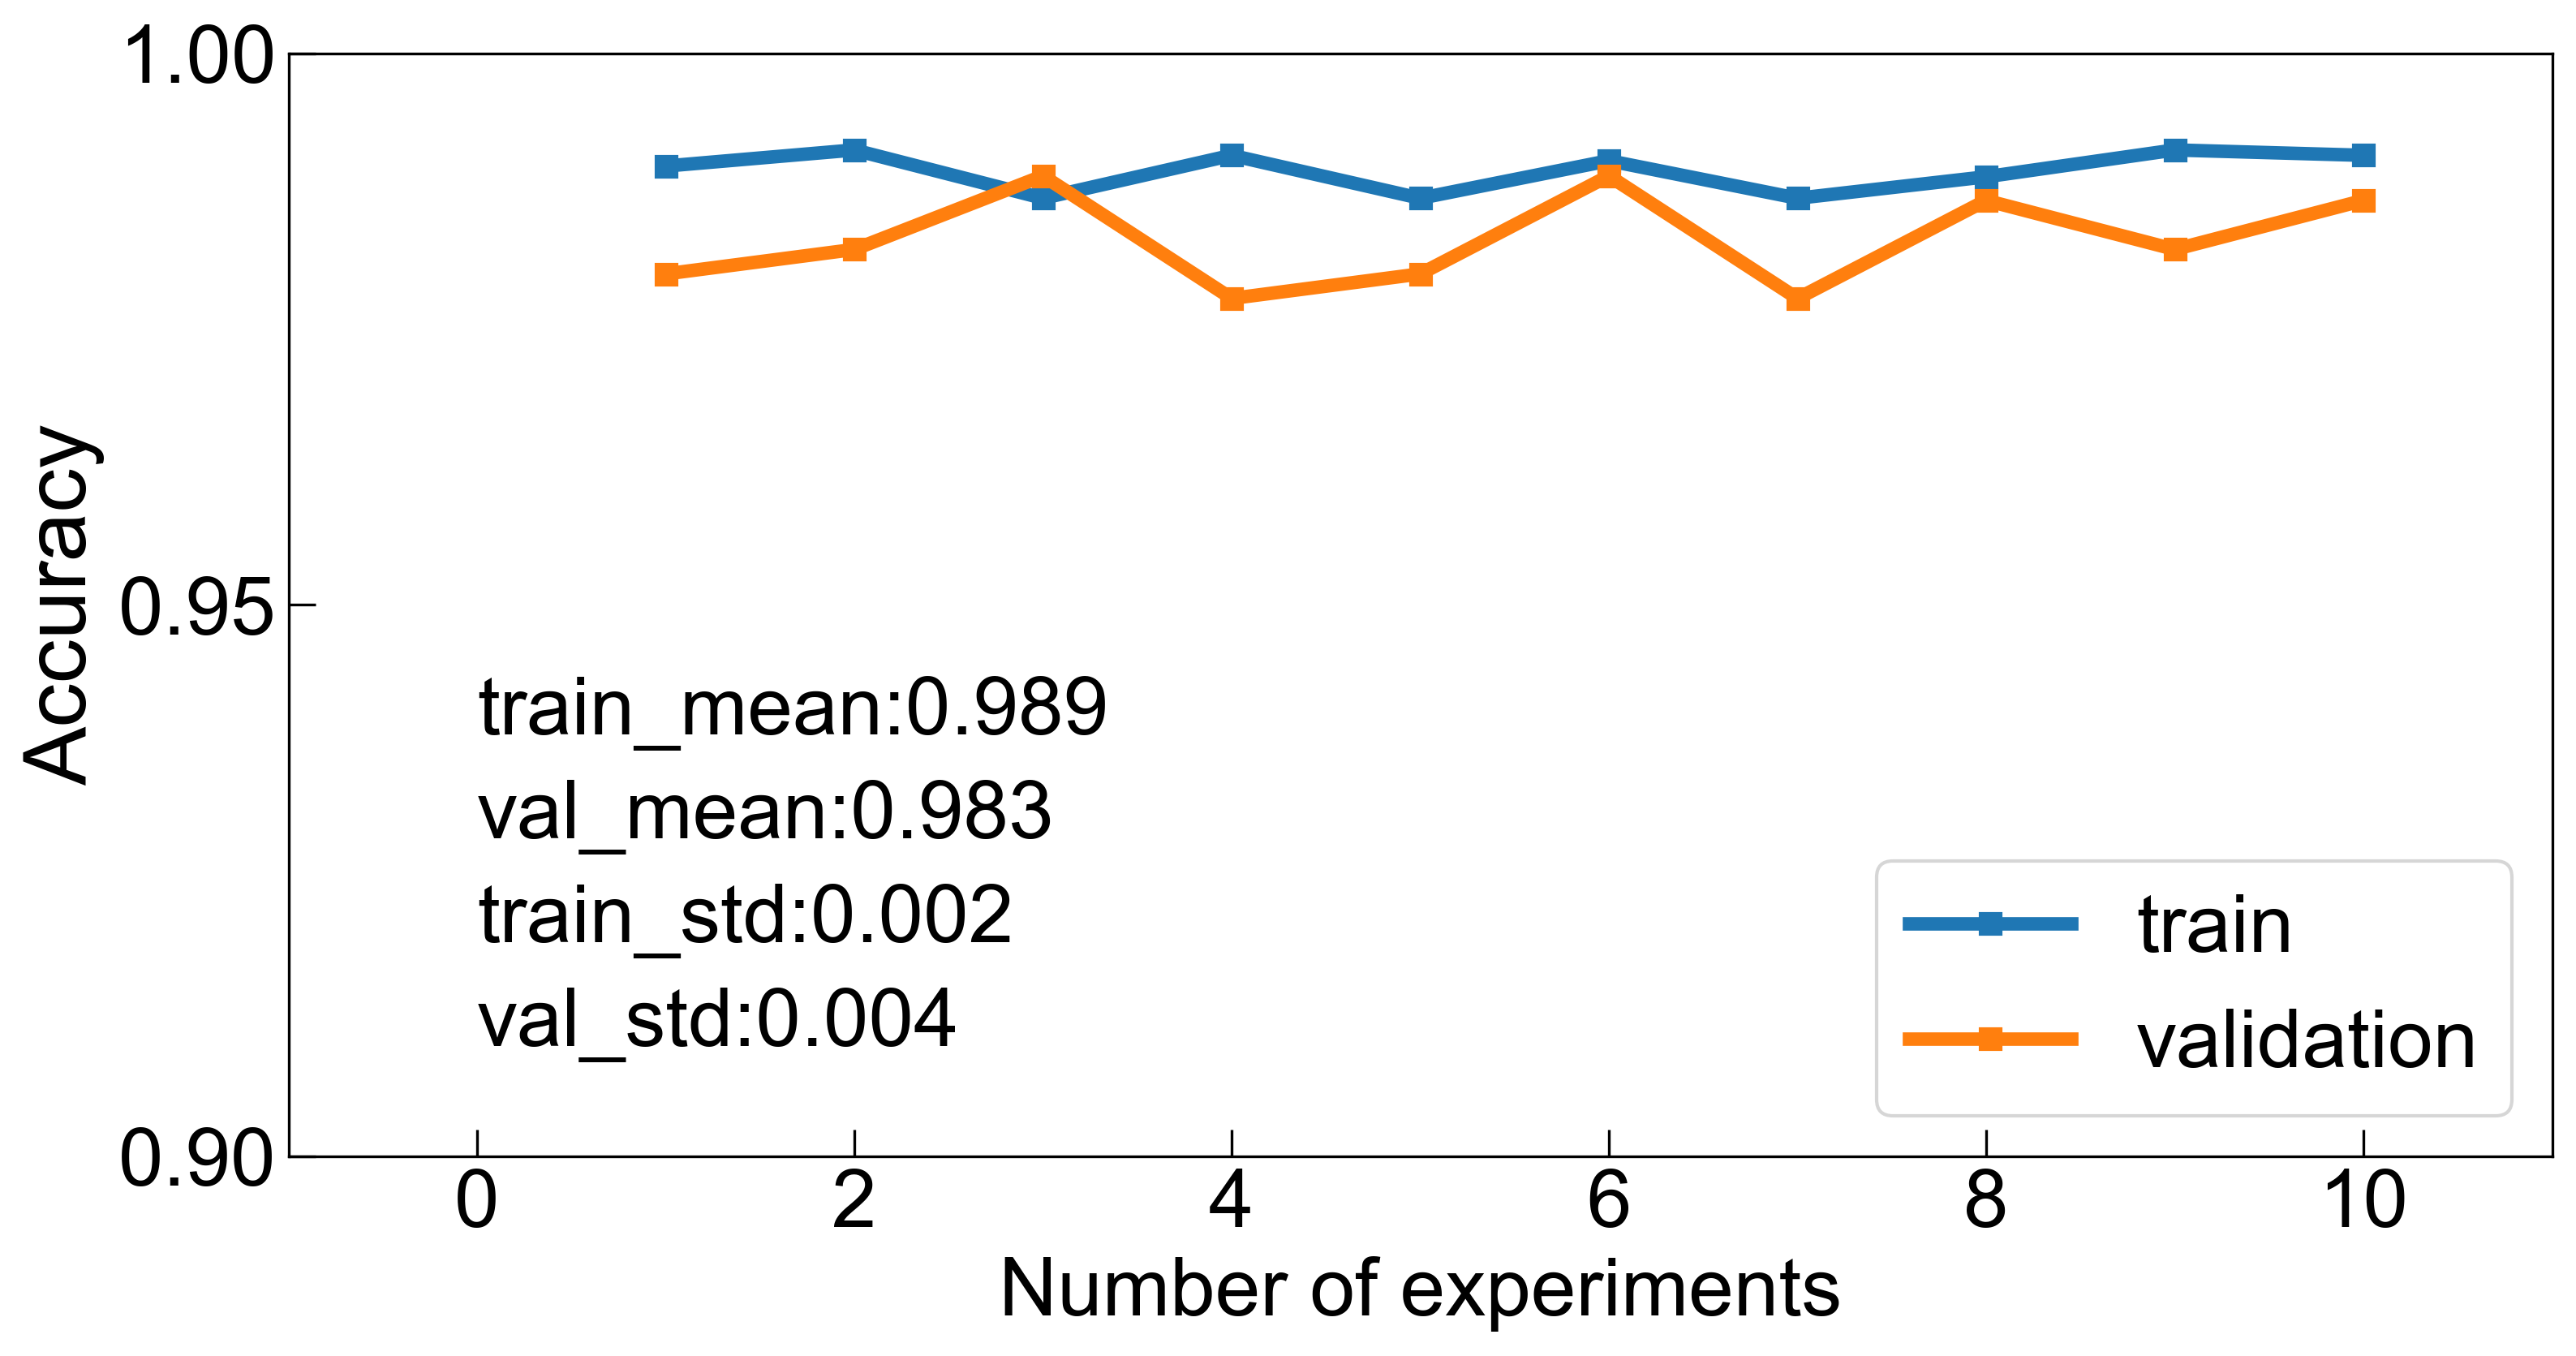 1.00
0.95
0.90
Accuracy
train_mean:0.989
val_mean:0.983
train_std:0.002
val_std:0.004
train
validation
0 2 4 6 8 10
Number of experiments